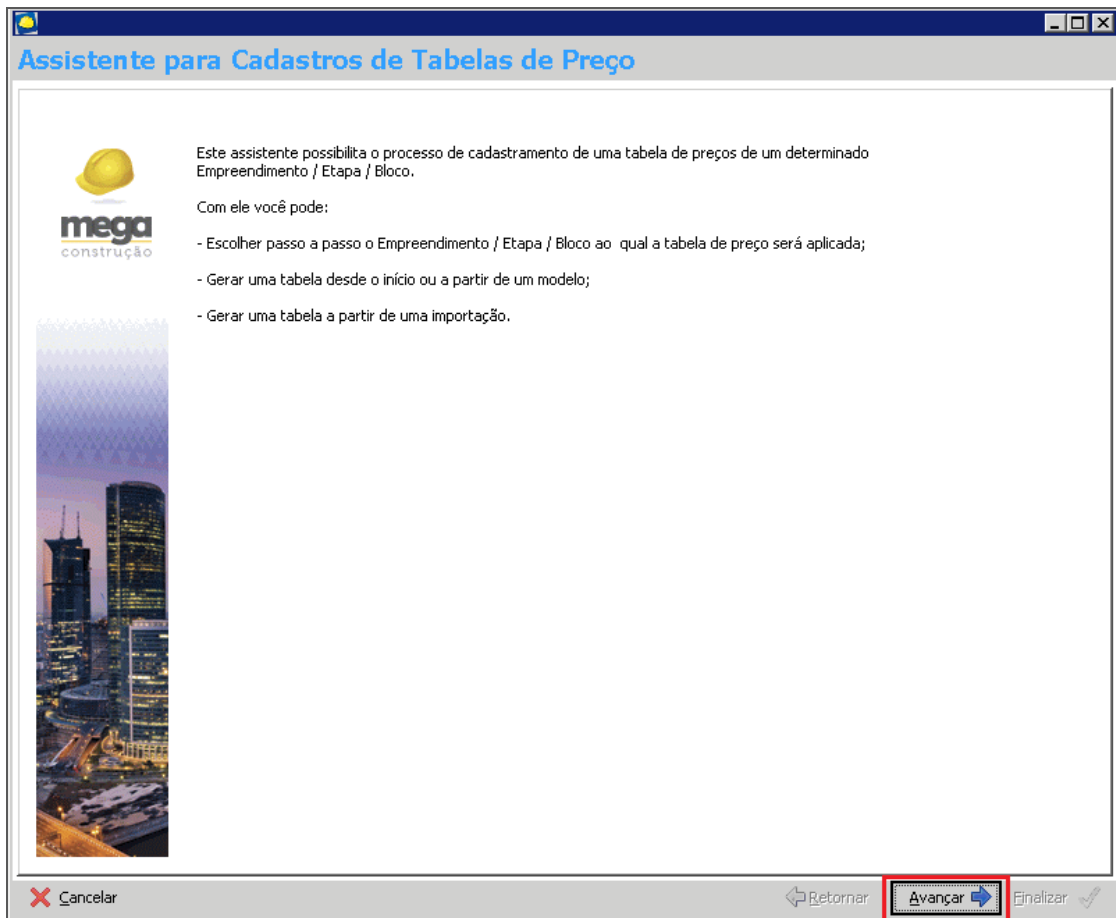 Assistente para Cadastros de Tabelas de Preço
Este assistente possibilita o processo de cadastramento de uma tabela de preços de um determinado
Empreendimento / Etapa / Bloco.
mega
construção
Com ele você pode:
- Escolher passo a passo o Empreendimento / Etapa / Bloco ao qual a tabela de preço será aplicada;
- Gerar uma tabela desde o início ou a partir de um modelo;
- Gerar uma tabela a partir de uma importação.
Cancelar
Retornar
Avançar
Finalizar